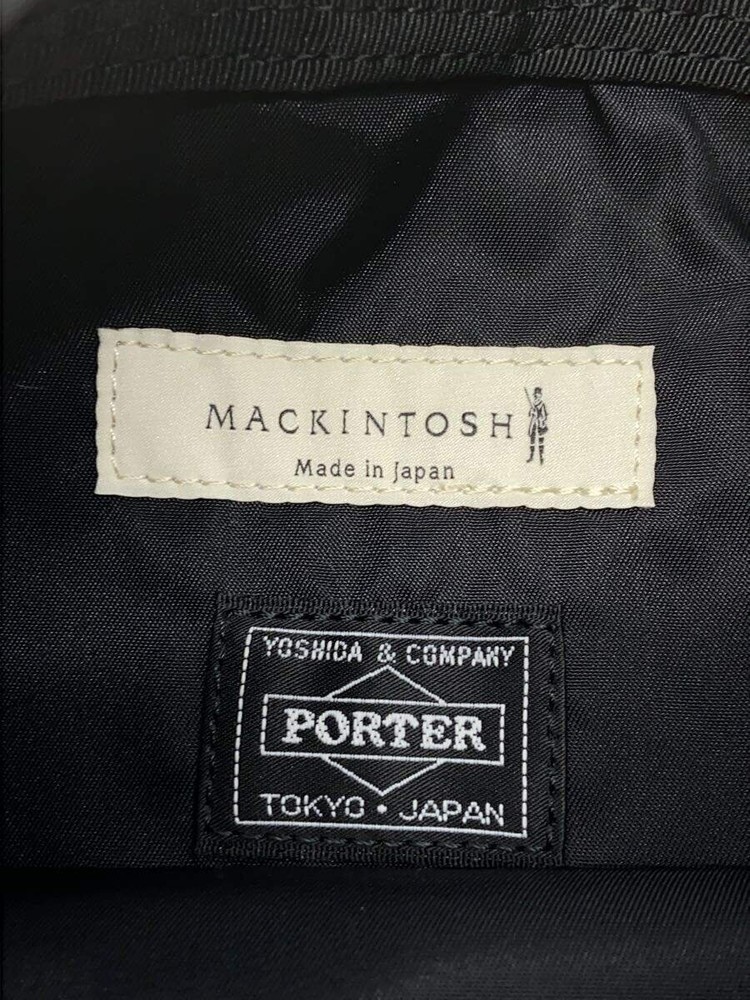 MACKINTOSH
Made in Japan
YOSHIDA & COMPANY
PORTER
TOKYO • JAPAN